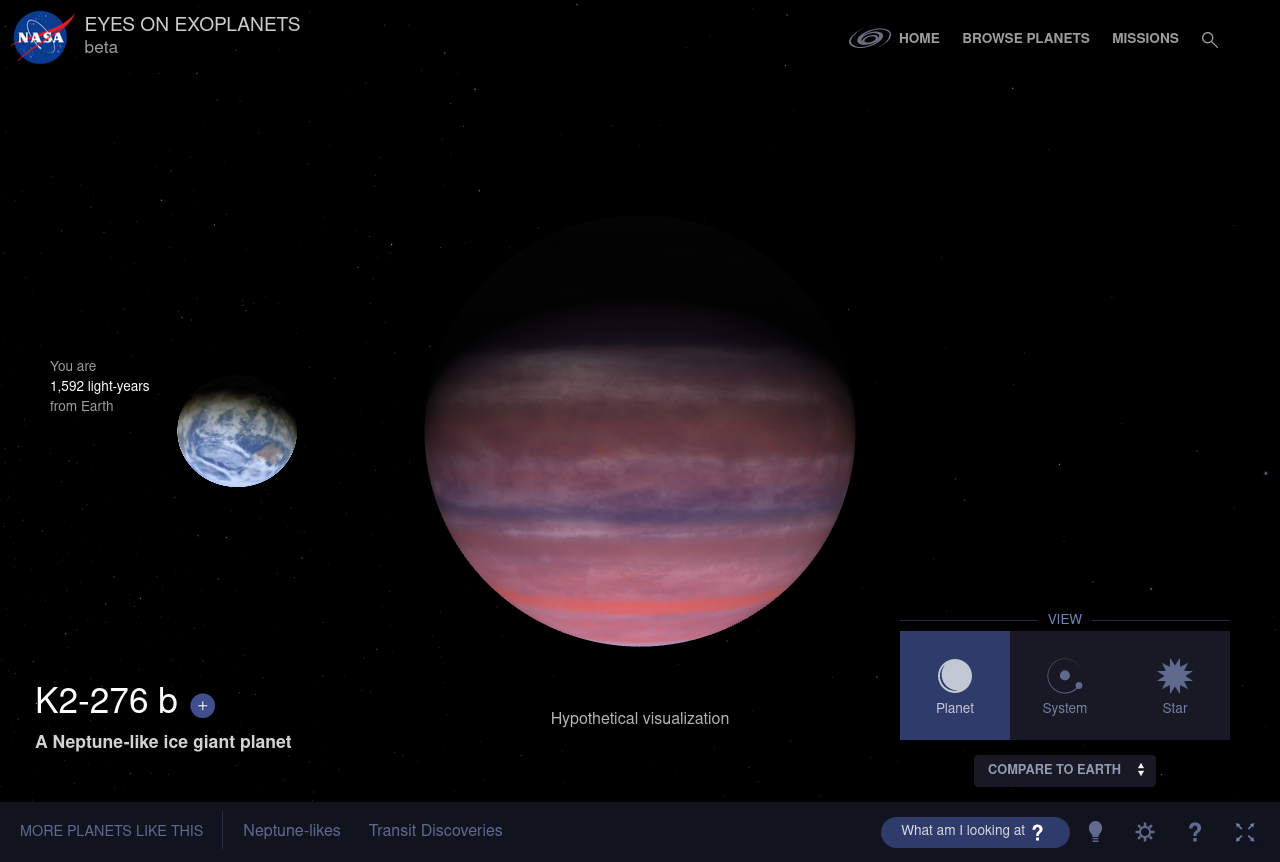 NASA
EYES ON EXOPLANETS
beta
HOME
BROWSE PLANETS
MISSIONS
You are
1,592 light-years
from Earth
K2-276 b +
A Neptune-like ice giant planet
Hypothetical visualization
VIEW
Planet
System
Star
COMPARE TO EARTH
MORE PLANETS LIKE THIS
Neptune-likes
Transit Discoveries
What am I looking at ?
?